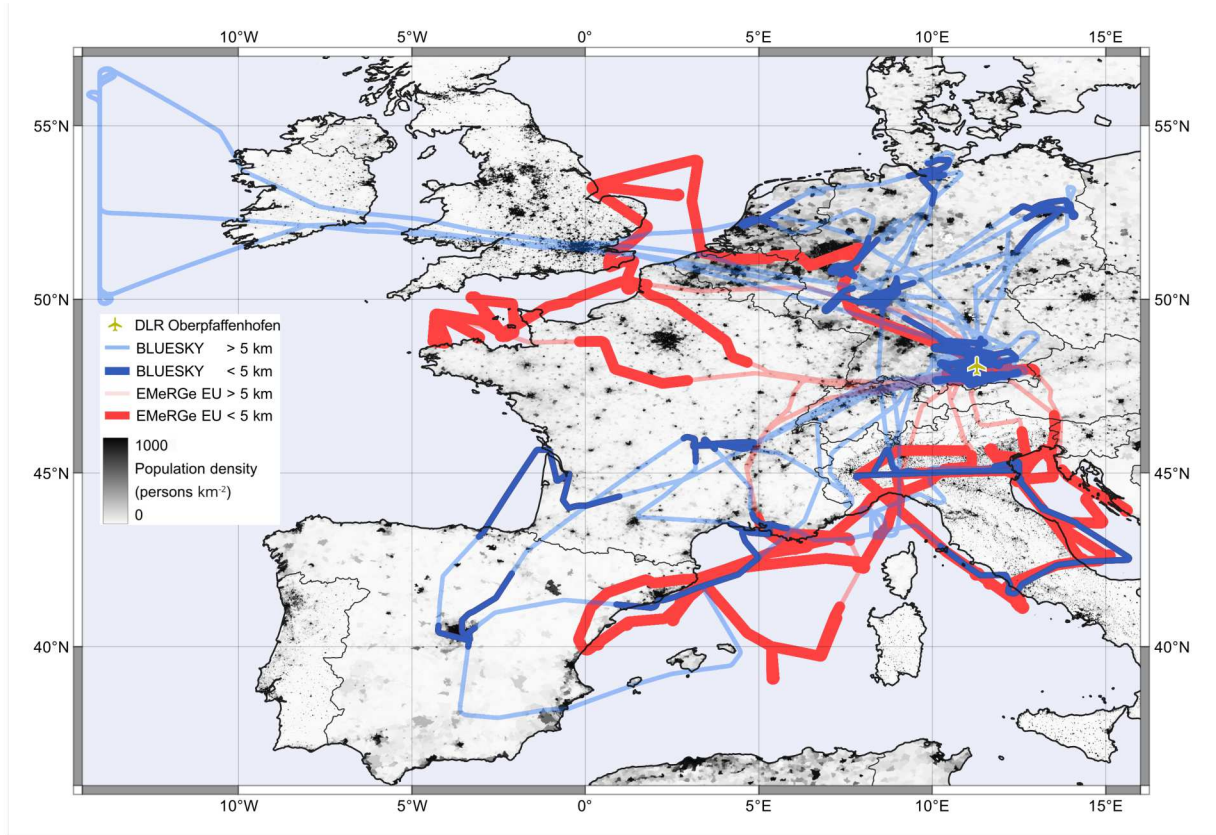 10°W 5°W 0° 5°E 10°E 15°E
55°N 55°N
50°N 50°N
DLR Oberpfaffenhofen
BLUESKY > 5 km
BLUESKY < 5 km
EMeRGe EU > 5 km
EMeRGe EU < 5 km
1000
Population density
(persons km⁻²)
0
45°N 45°N
40°N 40°N
10°W 5°W 0° 5°E 10°E 15°E